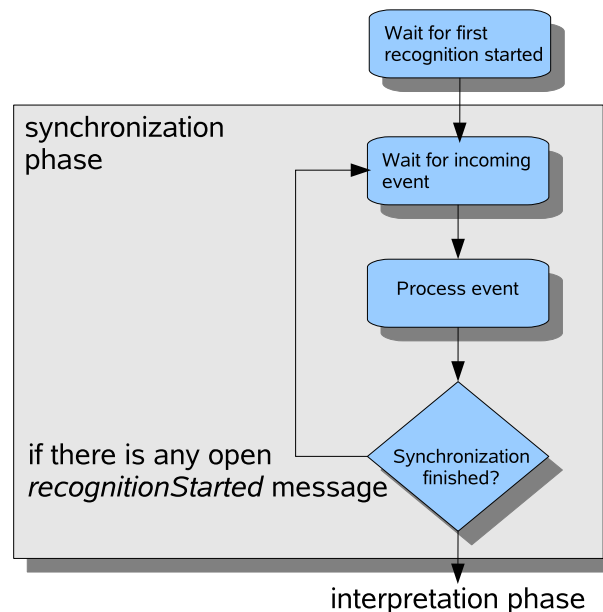 Wait for first
recognition started
synchronization
phase
Wait for incoming
event
Process event
if there is any open
recognitionStarted message
Synchronization
finished?
interpretation phase